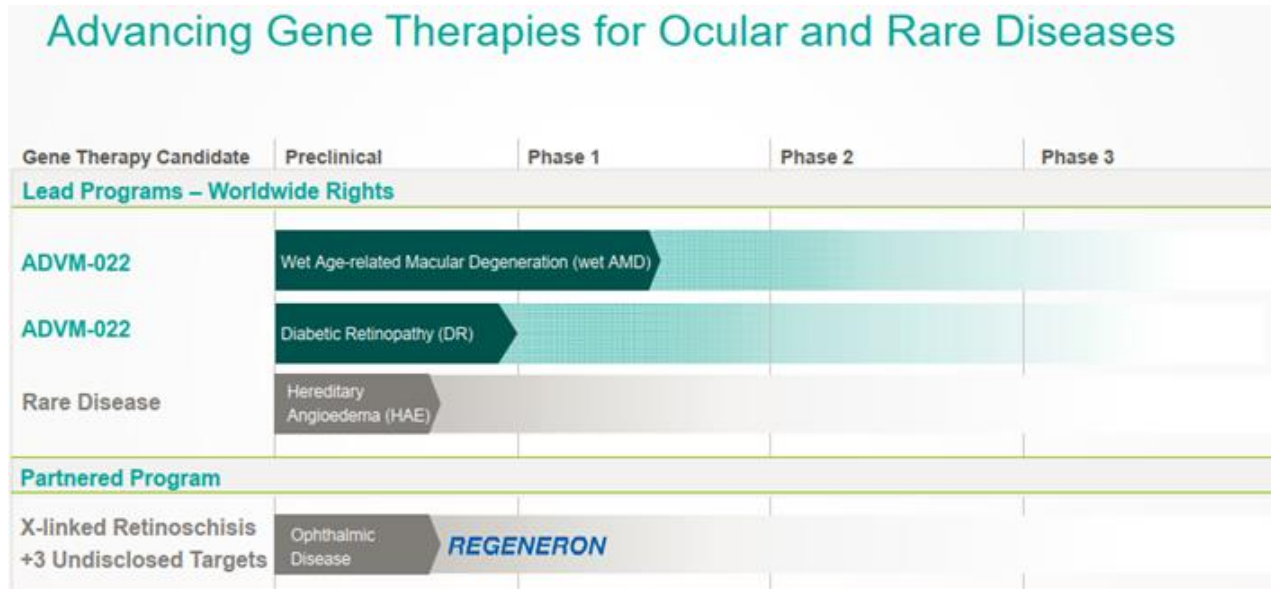 Advancing Gene Therapies for Ocular and Rare Diseases
Gene Therapy Candidate Preclinical Phase 1 Phase 2 Phase 3
Lead Programs – Worldwide Rights
ADVM-022 Wet Age-related Macular Degeneration (wet AMD)
ADVM-022 Diabetic Retinopathy (DR)
Rare Disease
Hereditary
Angioedema (HAE)
Partnered Program
X-linked Retinoschisis
+3 Undisclosed Targets
Ophthalmic
Disease
REGENERON